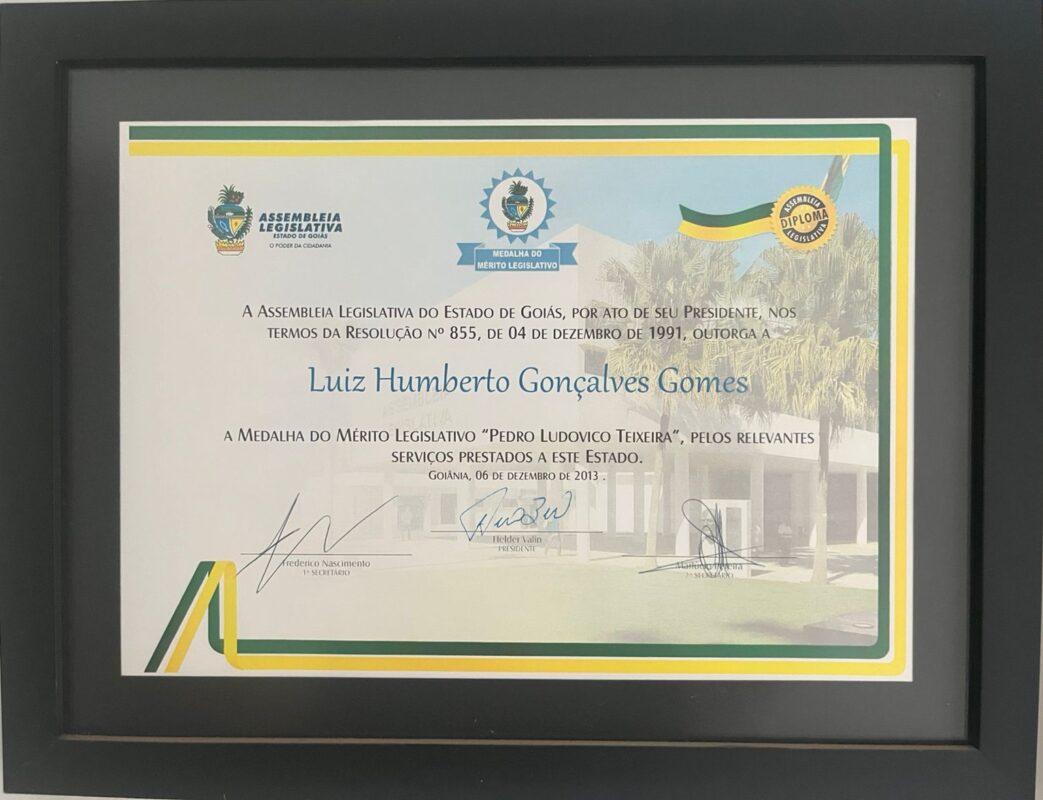 ASSEMBLEIA
LEGISLATIVA
ESTADO DE GOIÁS
O PODER DA CIDADANIA
MEDALHA DO
MÉRITO LEGISLATIVO
ASSEMBLEIA
DIPLOMA
LEGISLATIVA
A Assembleia Legislativa do Estado de Goiás, por ato de seu Presidente, nos
termos da Resolução nº 855, de 04 de dezembro de 1991, outorga a
Luiz Humberto Gonçalves Gomes
a Medalha do Mérito Legislativo "Pedro Ludovico Teixeira", pelos relevantes
serviços prestados a este Estado.
Goiânia, 06 de dezembro de 2013 .
Helder Valin
PRESIDENTE
Frederico Nascimento
1º SECRETÁRIO
2º SECRETÁRIO